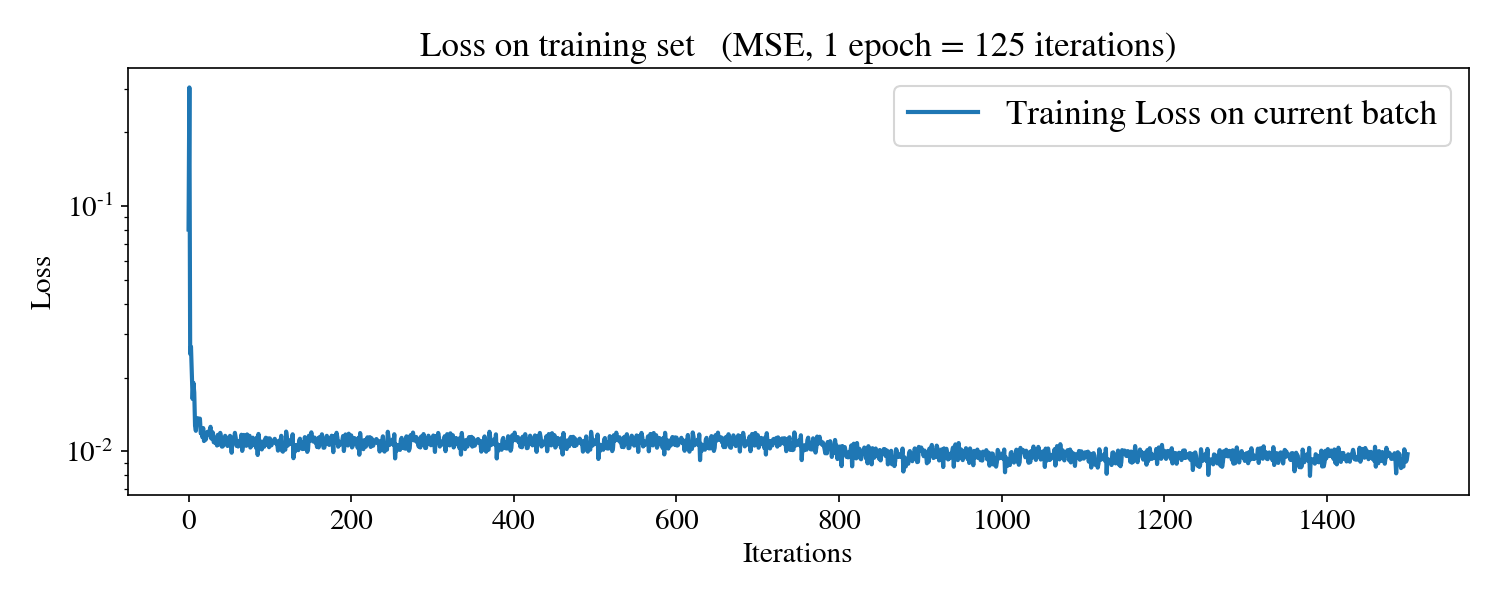 Loss on training set (MSE, 1 epoch = 125 iterations)
Training Loss on current batch
Loss
10-1
10-2
0 200 400 600 800 1000 1200 1400
Iterations